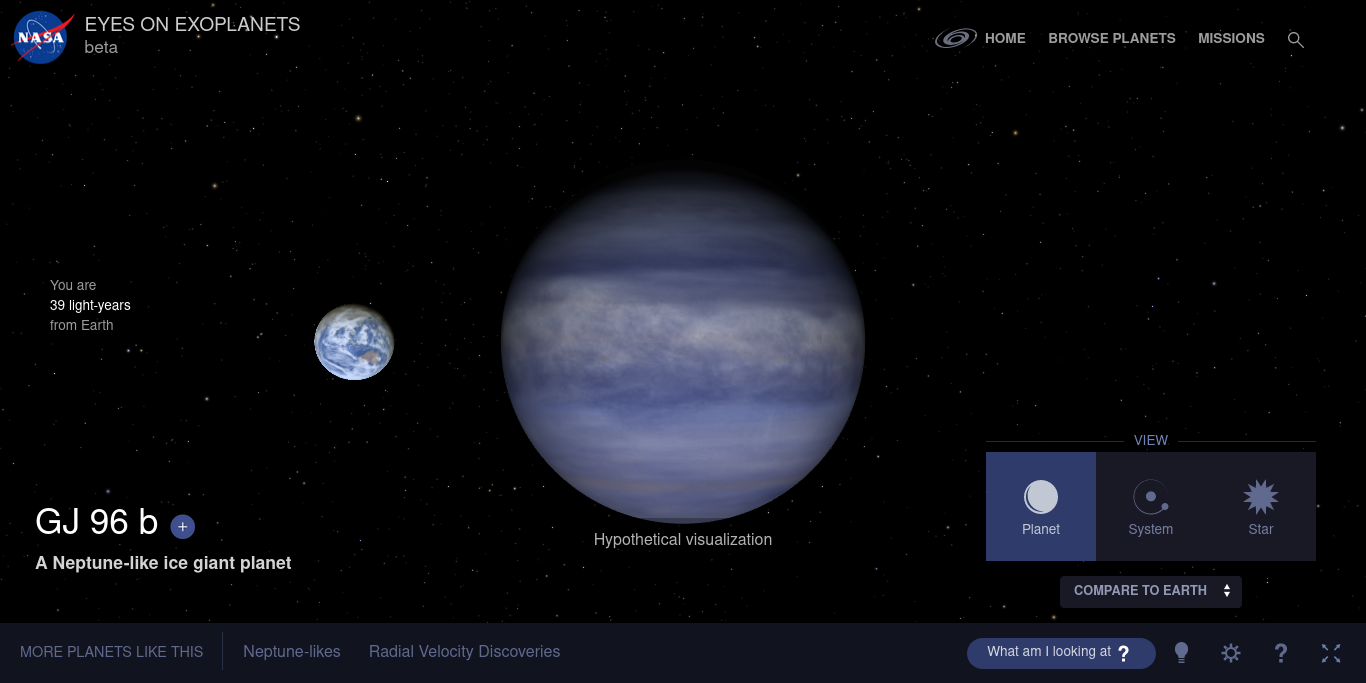 NASA
EYES ON EXOPLANETS
beta
HOME
BROWSE PLANETS
MISSIONS
You are
39 light-years
from Earth
GJ 96 b +
A Neptune-like ice giant planet
Hypothetical visualization
VIEW
Planet
System
Star
COMPARE TO EARTH
MORE PLANETS LIKE THIS
Neptune-likes
Radial Velocity Discoveries
What am I looking at ?
?